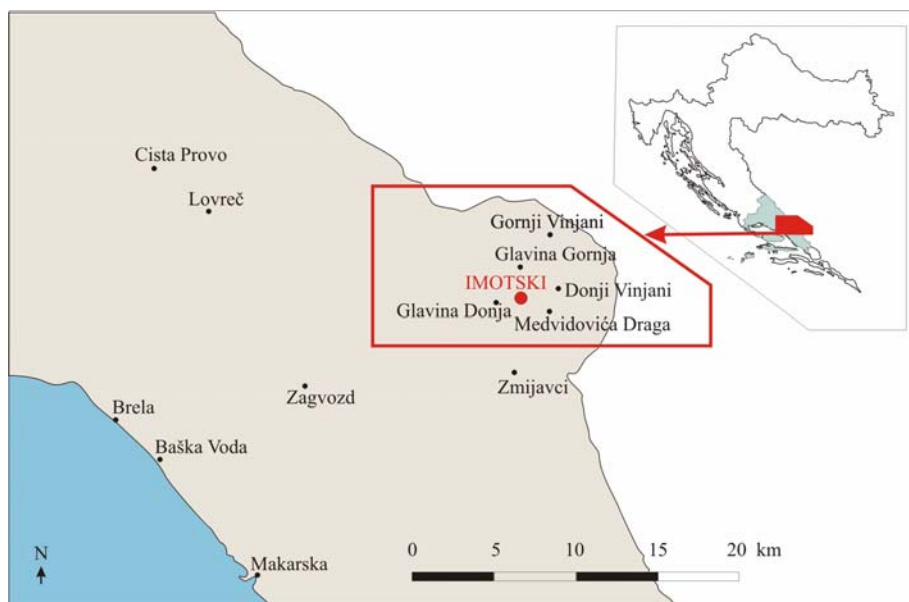 Cista Provo
Lovreč
Gornji Vinjani
Glavina Gornja
IMOTSKI
Donji Vinjani
Glavina Donja
Medvidovića Draga
Zmijavci
Zagvozd
Brela
Baška Voda
N
Makarska
0 5 10 15 20 km